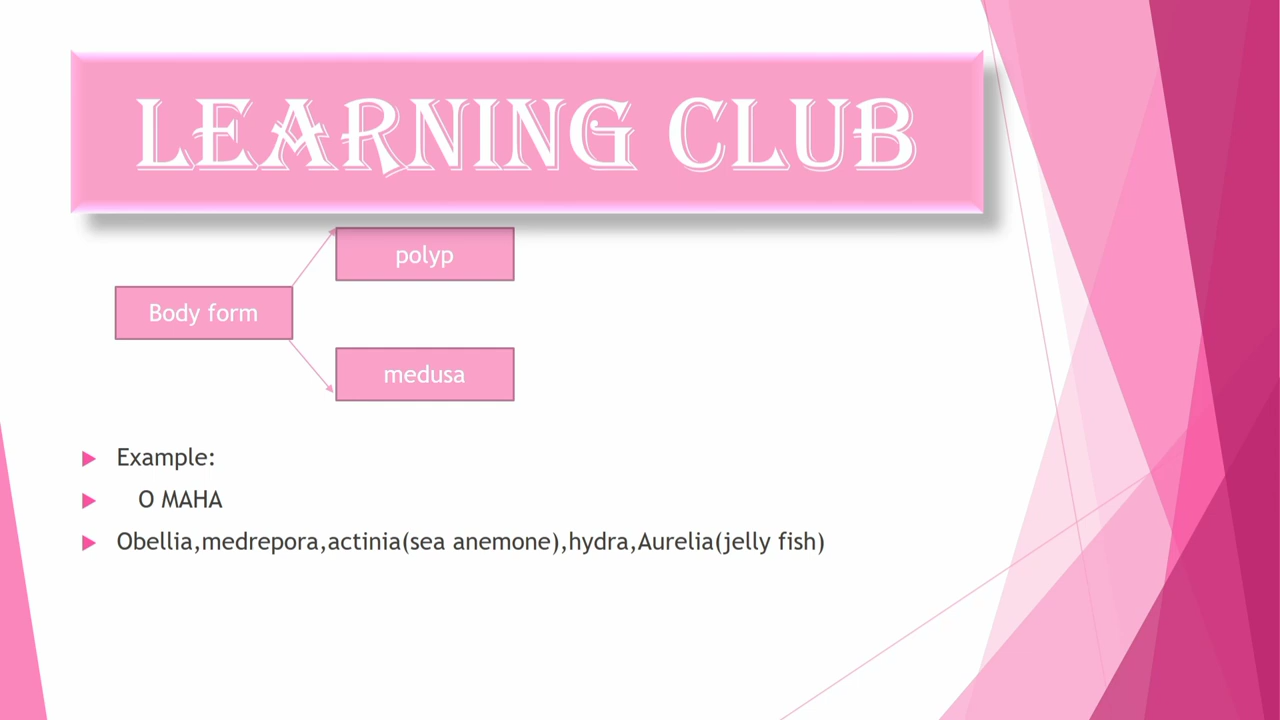 LEARNING CLUB
polyp
Body form
medusa
Example:
O MAHA
Obellia,medrepora,actinia(sea anemone),hydra,Aurelia(jelly fish)